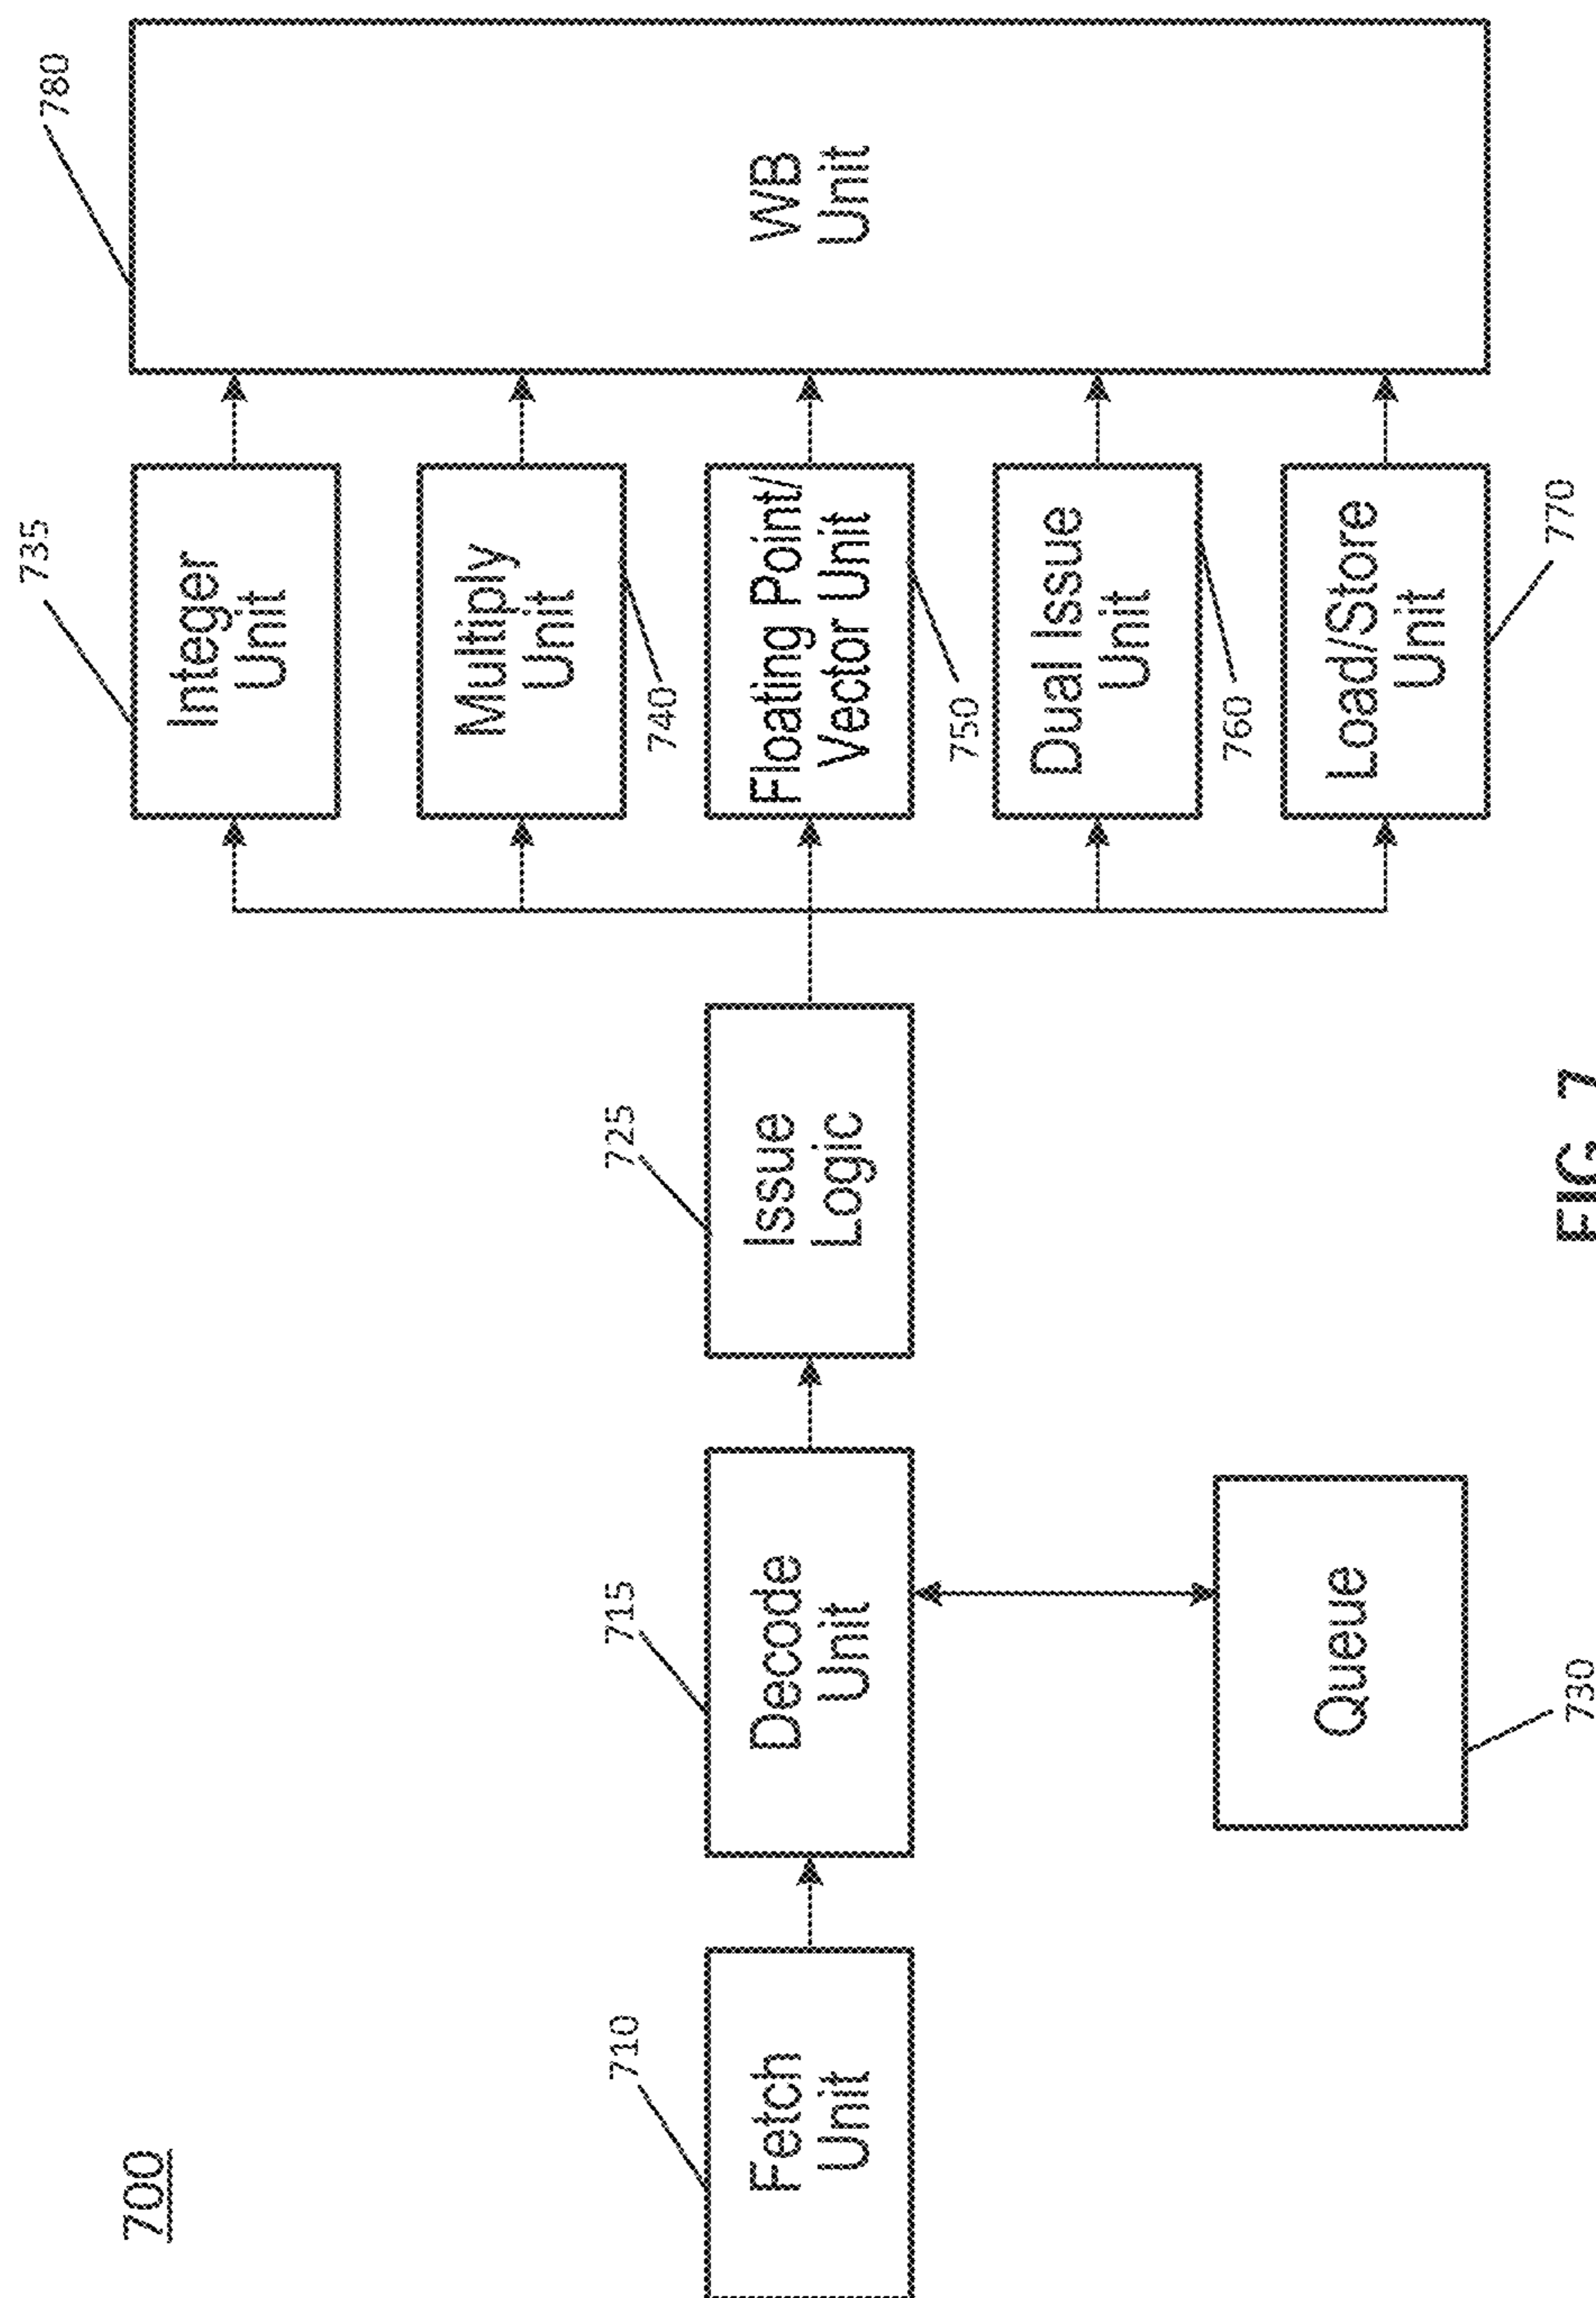 700
710
Fetch
Unit
715
Decode
Unit
Queue
730
725
Issue
Logic
735
Integer
Unit
Multiply
Unit
740
Floating Point/
Vector Unit
750
Dual Issue
Unit
760
Load/Store
Unit
770
780
WB
Unit
FIG. 7